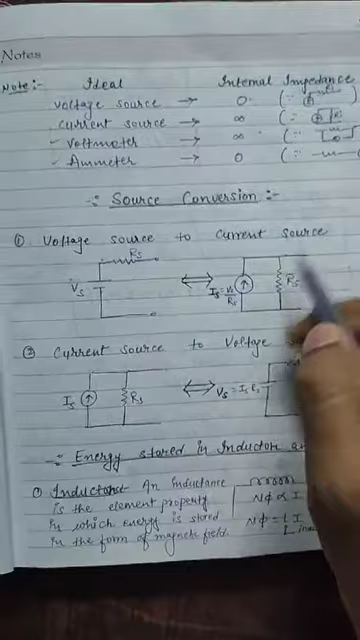 Notes
Note:- Ideal Internal Impedance
voltage source → 0
current source → ∞
Voltmeter → ∞
Ammeter → 0
Source Conversion :-
① Voltage source to Current source
Rs
Vs
Is = Vs/Rs
Rs
② Current source to Voltage
Is
Rs
Vs = Is Rs
Energy stored in Inductor
① Inductor An inductance
is the element property
in which energy is stored
in the form of magnetic field.
Nφ ∝ I
Nφ = L I